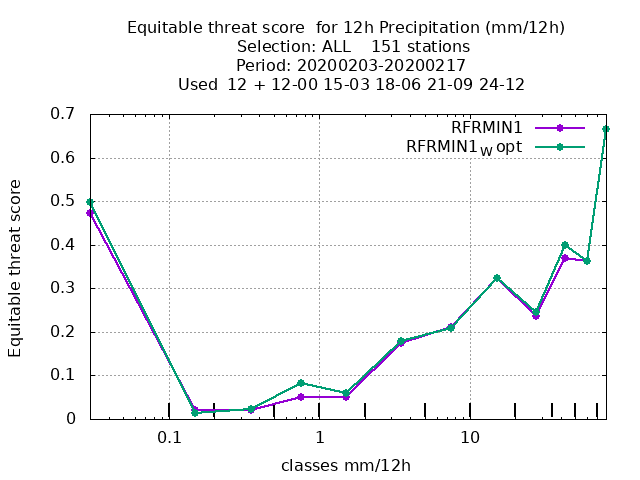 Equitable threat score  for 12h Precipitation (mm/12h)
Selection: ALL    151 stations
Period: 20200203-20200217
Used  12 + 12-00 15-03 18-06 21-09 24-12
RFRMIN1
RFRMIN1W opt
0.7
0.6
0.5
0.4
0.3
0.2
0.1
0
Equitable threat score
0.1 1 10
classes mm/12h